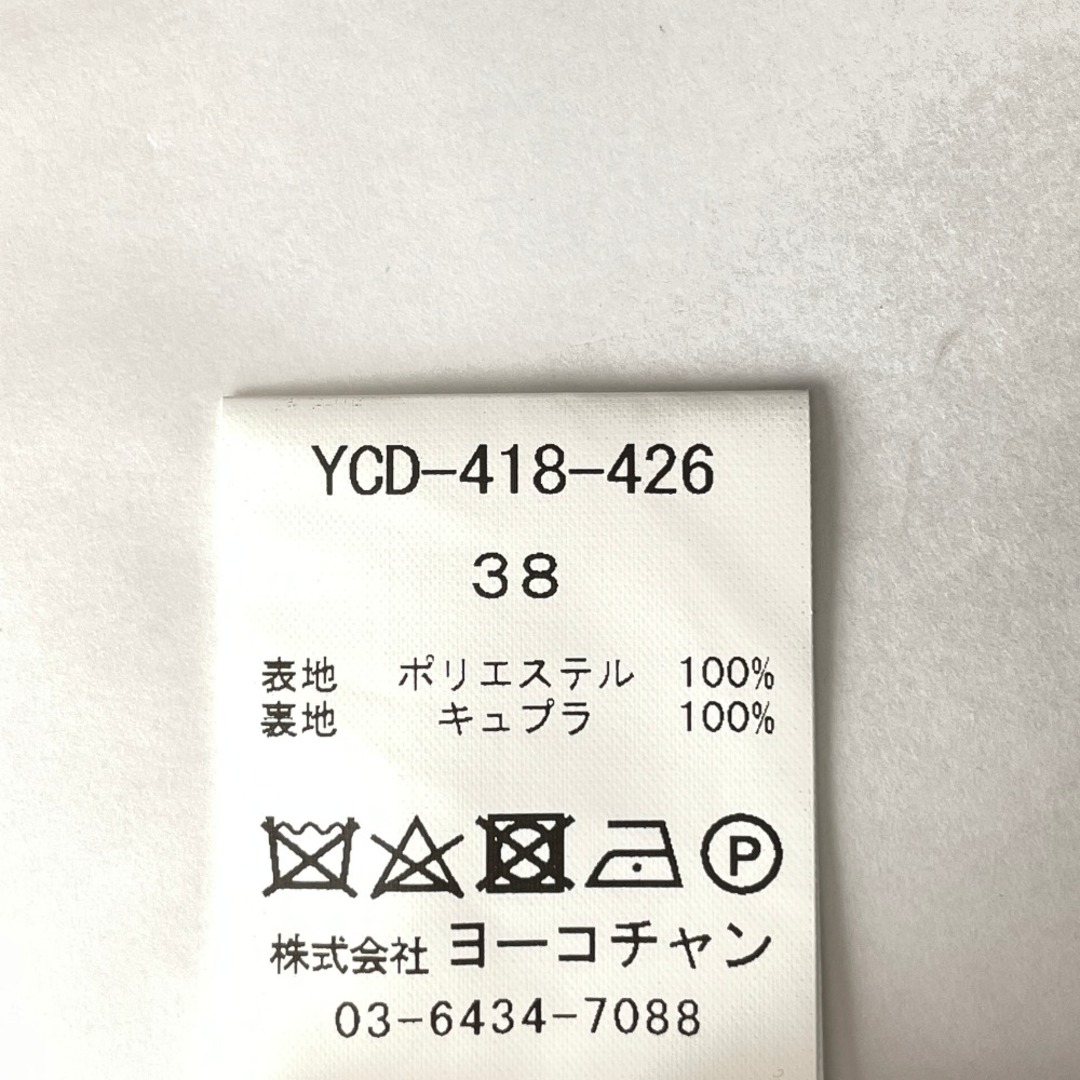 YCD-418-426
38
表地 ポリエステル 100%
裏地 キュプラ 100%
P
株式会社 ヨーコチャン
03-6434-7088